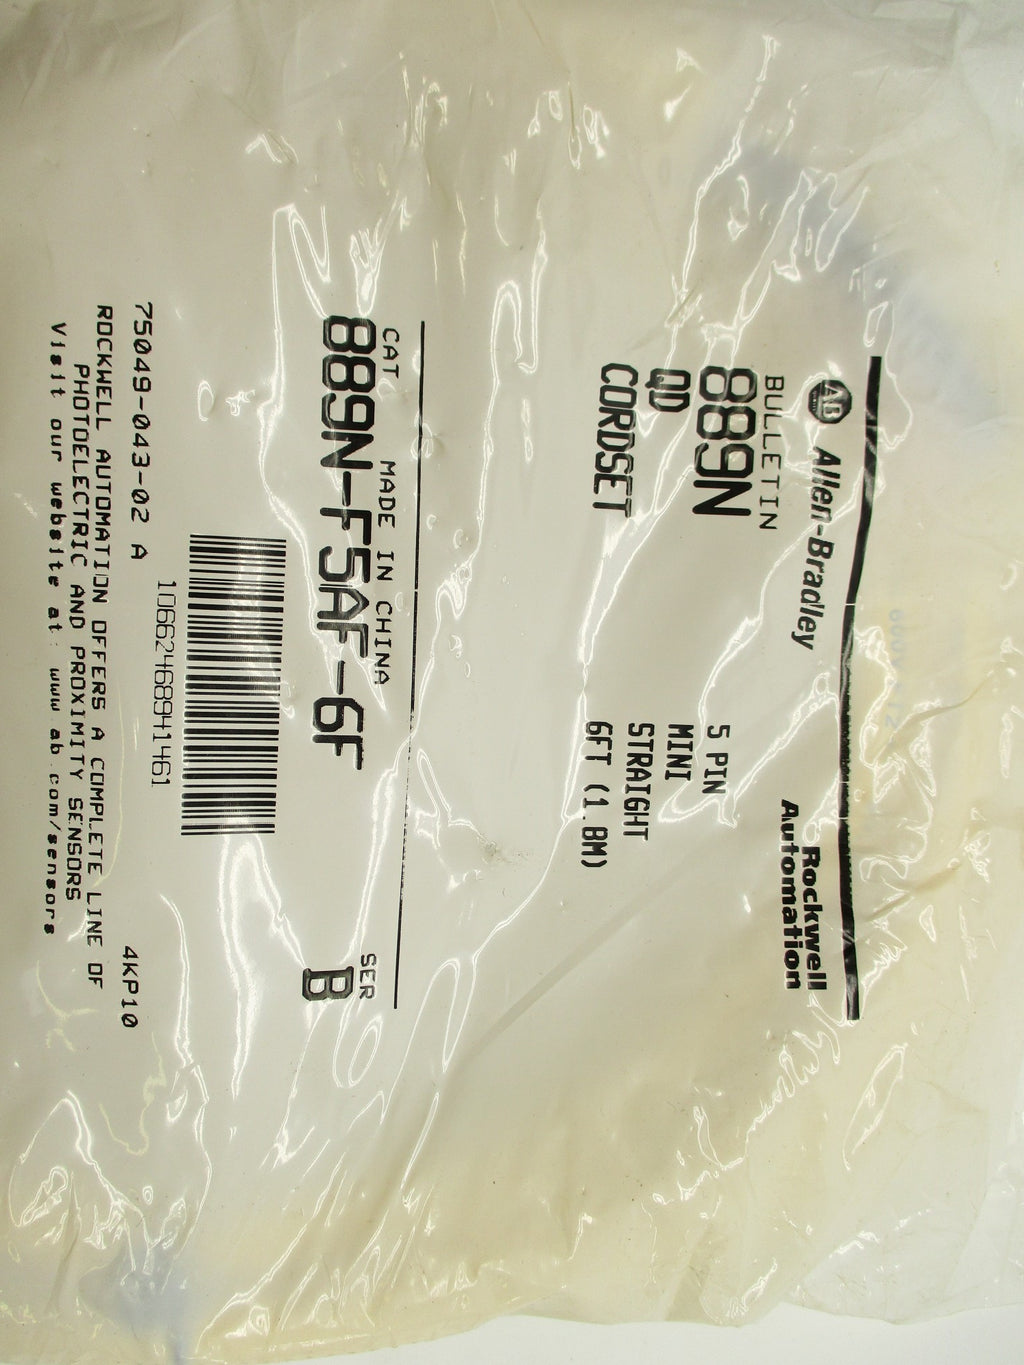 AB Allen-Bradley
Rockwell
Automation
BULLETIN
889N
QD
CORDSET
5 PIN
MINI
STRAIGHT
6FT (1.8M)
CAT MADE IN CHINA SER
889N-F5AF-6F B
10662468941461
75049-043-02 A 4KP10
ROCKWELL AUTOMATION OFFERS A COMPLETE LINE OF
PHOTOELECTRIC AND PROXIMITY SENSORS
Visit our website at: www.ab.com/sensors